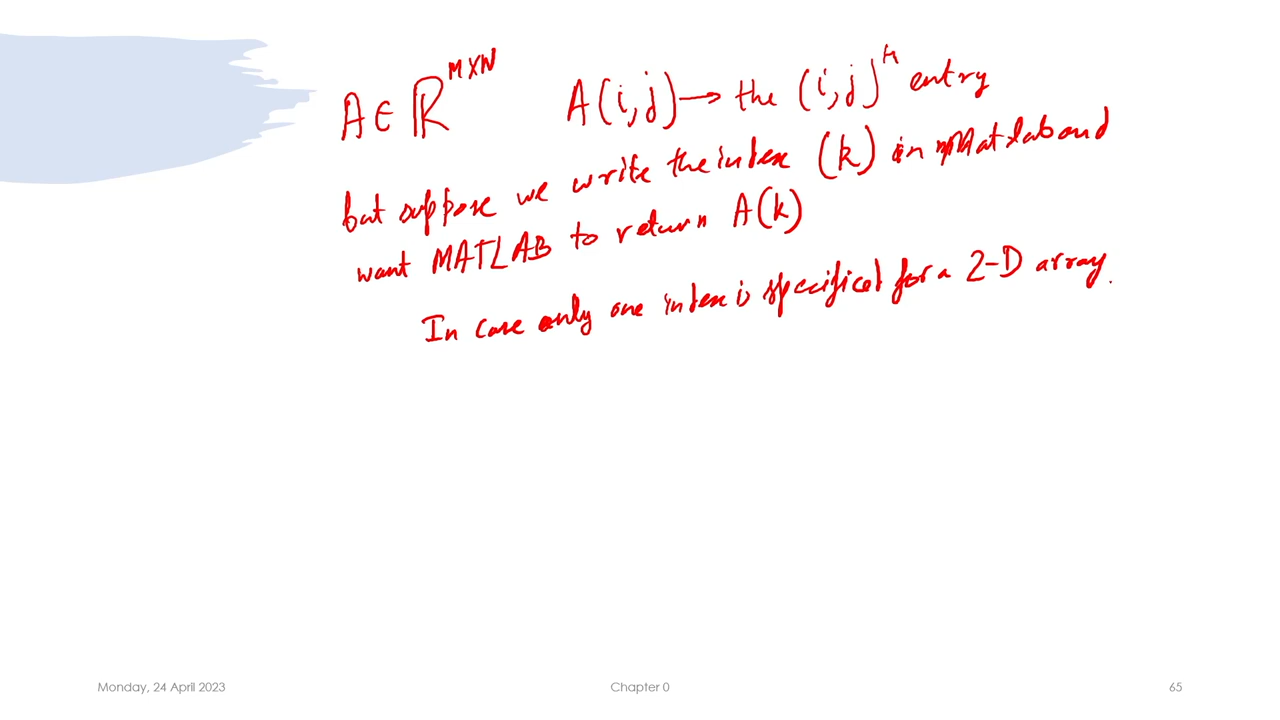 A ∈ ℝ^{M×N} A(i,j) → the (i,j)^{th} entry
but suppose we write the index (k) in Matlab and
want MATLAB to return A(k)
In case only one index is specified for a 2-D array.
Monday, 24 April 2023 Chapter 0 65